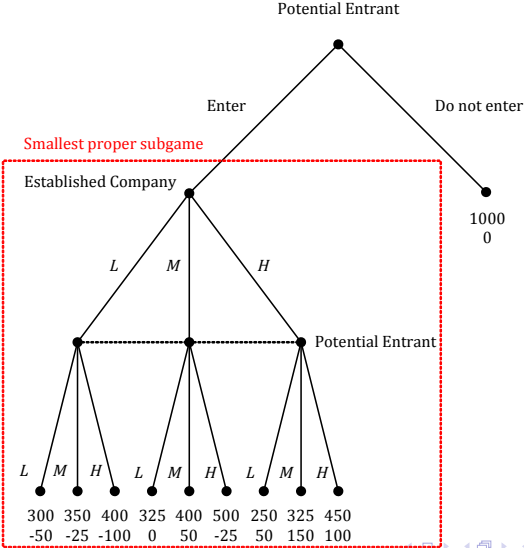 Potential Entrant
Enter
Do not enter
Smallest proper subgame
Established Company
1000
0
L M H
Potential Entrant
L M H L M H L M H
300 350 400 325 400 500 250 325 450
-50 -25 -100 0 50 -25 50 150 100